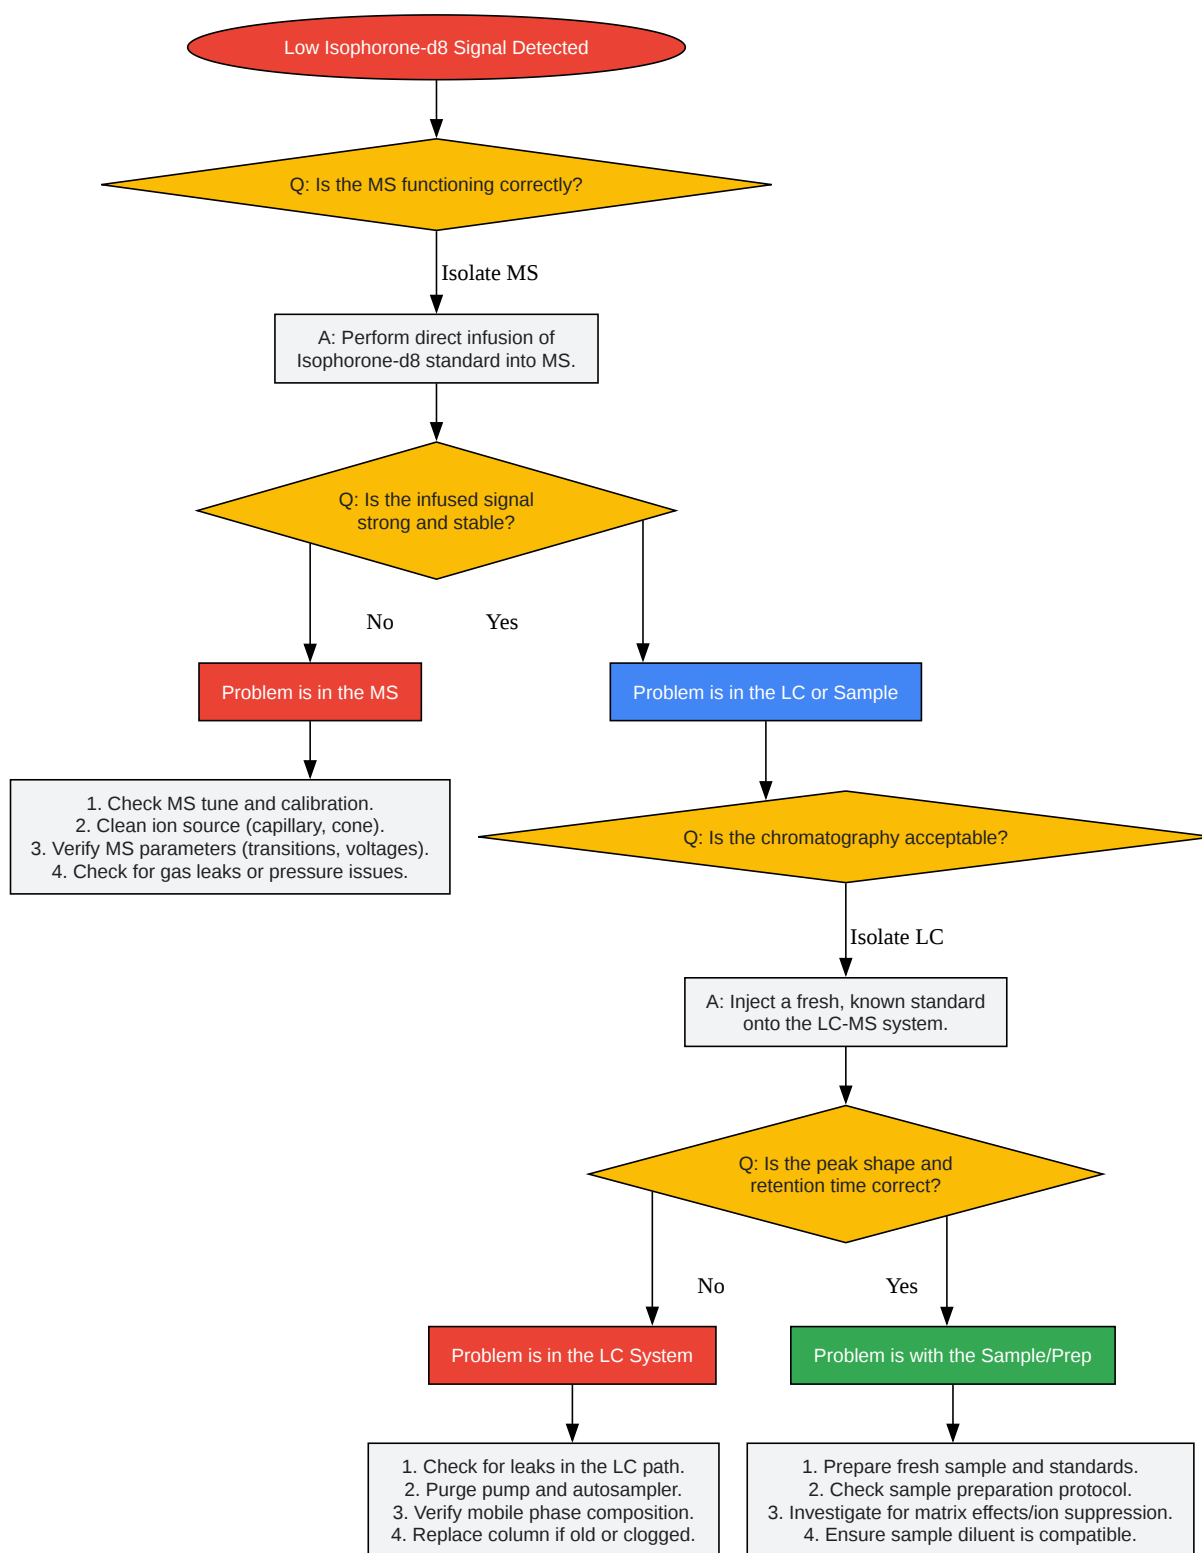 Low Isophorone-d8 Signal Detected
Q: Is the MS functioning correctly?
Isolate MS
A: Perform direct infusion of
Isophorone-d8 standard into MS.
Q: Is the infused signal
strong and stable?
No
Yes
Problem is in the MS
Problem is in the LC or Sample
1. Check MS tune and calibration.
2. Clean ion source (capillary, cone).
3. Verify MS parameters (transitions, voltages).
4. Check for gas leaks or pressure issues.
Q: Is the chromatography acceptable?
Isolate LC
A: Inject a fresh, known standard
onto the LC-MS system.
Q: Is the peak shape and
retention time correct?
No
Yes
Problem is in the LC System
Problem is with the Sample/Prep
1. Check for leaks in the LC path.
2. Purge pump and autosampler.
3. Verify mobile phase composition.
4. Replace column if old or clogged.
1. Prepare fresh sample and standards.
2. Check sample preparation protocol.
3. Investigate for matrix effects/ion suppression.
4. Ensure sample diluent is compatible.